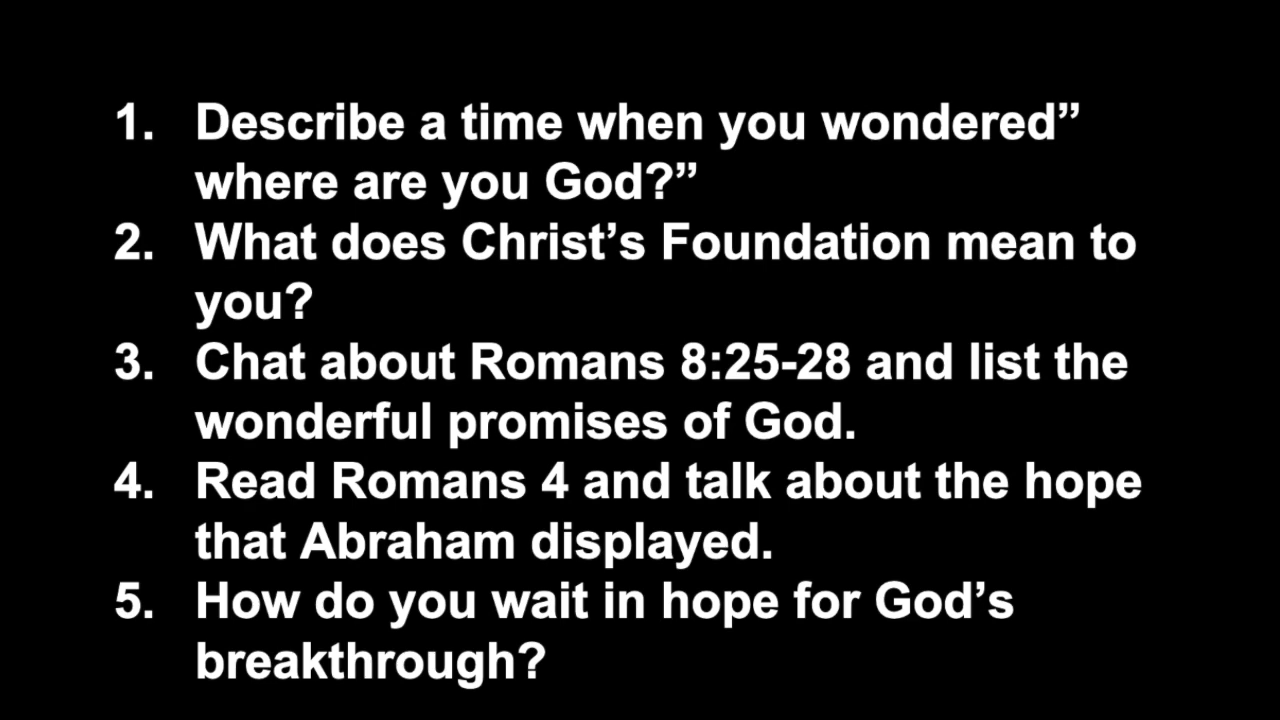 1. Describe a time when you wondered”
where are you God?”
2. What does Christ’s Foundation mean to
you?
3. Chat about Romans 8:25-28 and list the
wonderful promises of God.
4. Read Romans 4 and talk about the hope
that Abraham displayed.
5. How do you wait in hope for God’s
breakthrough?